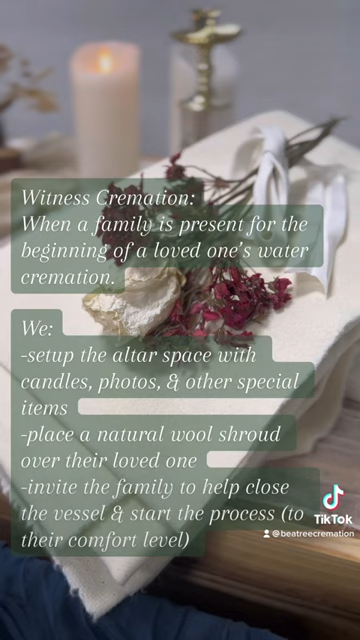 Witness Cremation:
When a family is present for the
beginning of a loved one's water
cremation.
We:
-setup the altar space with
candles, photos, & other special
items
-place a natural wool shroud
over their loved one
-invite the family to help close
the vessel & start the process (to
their comfort level)
TikTok
@beatreecremation